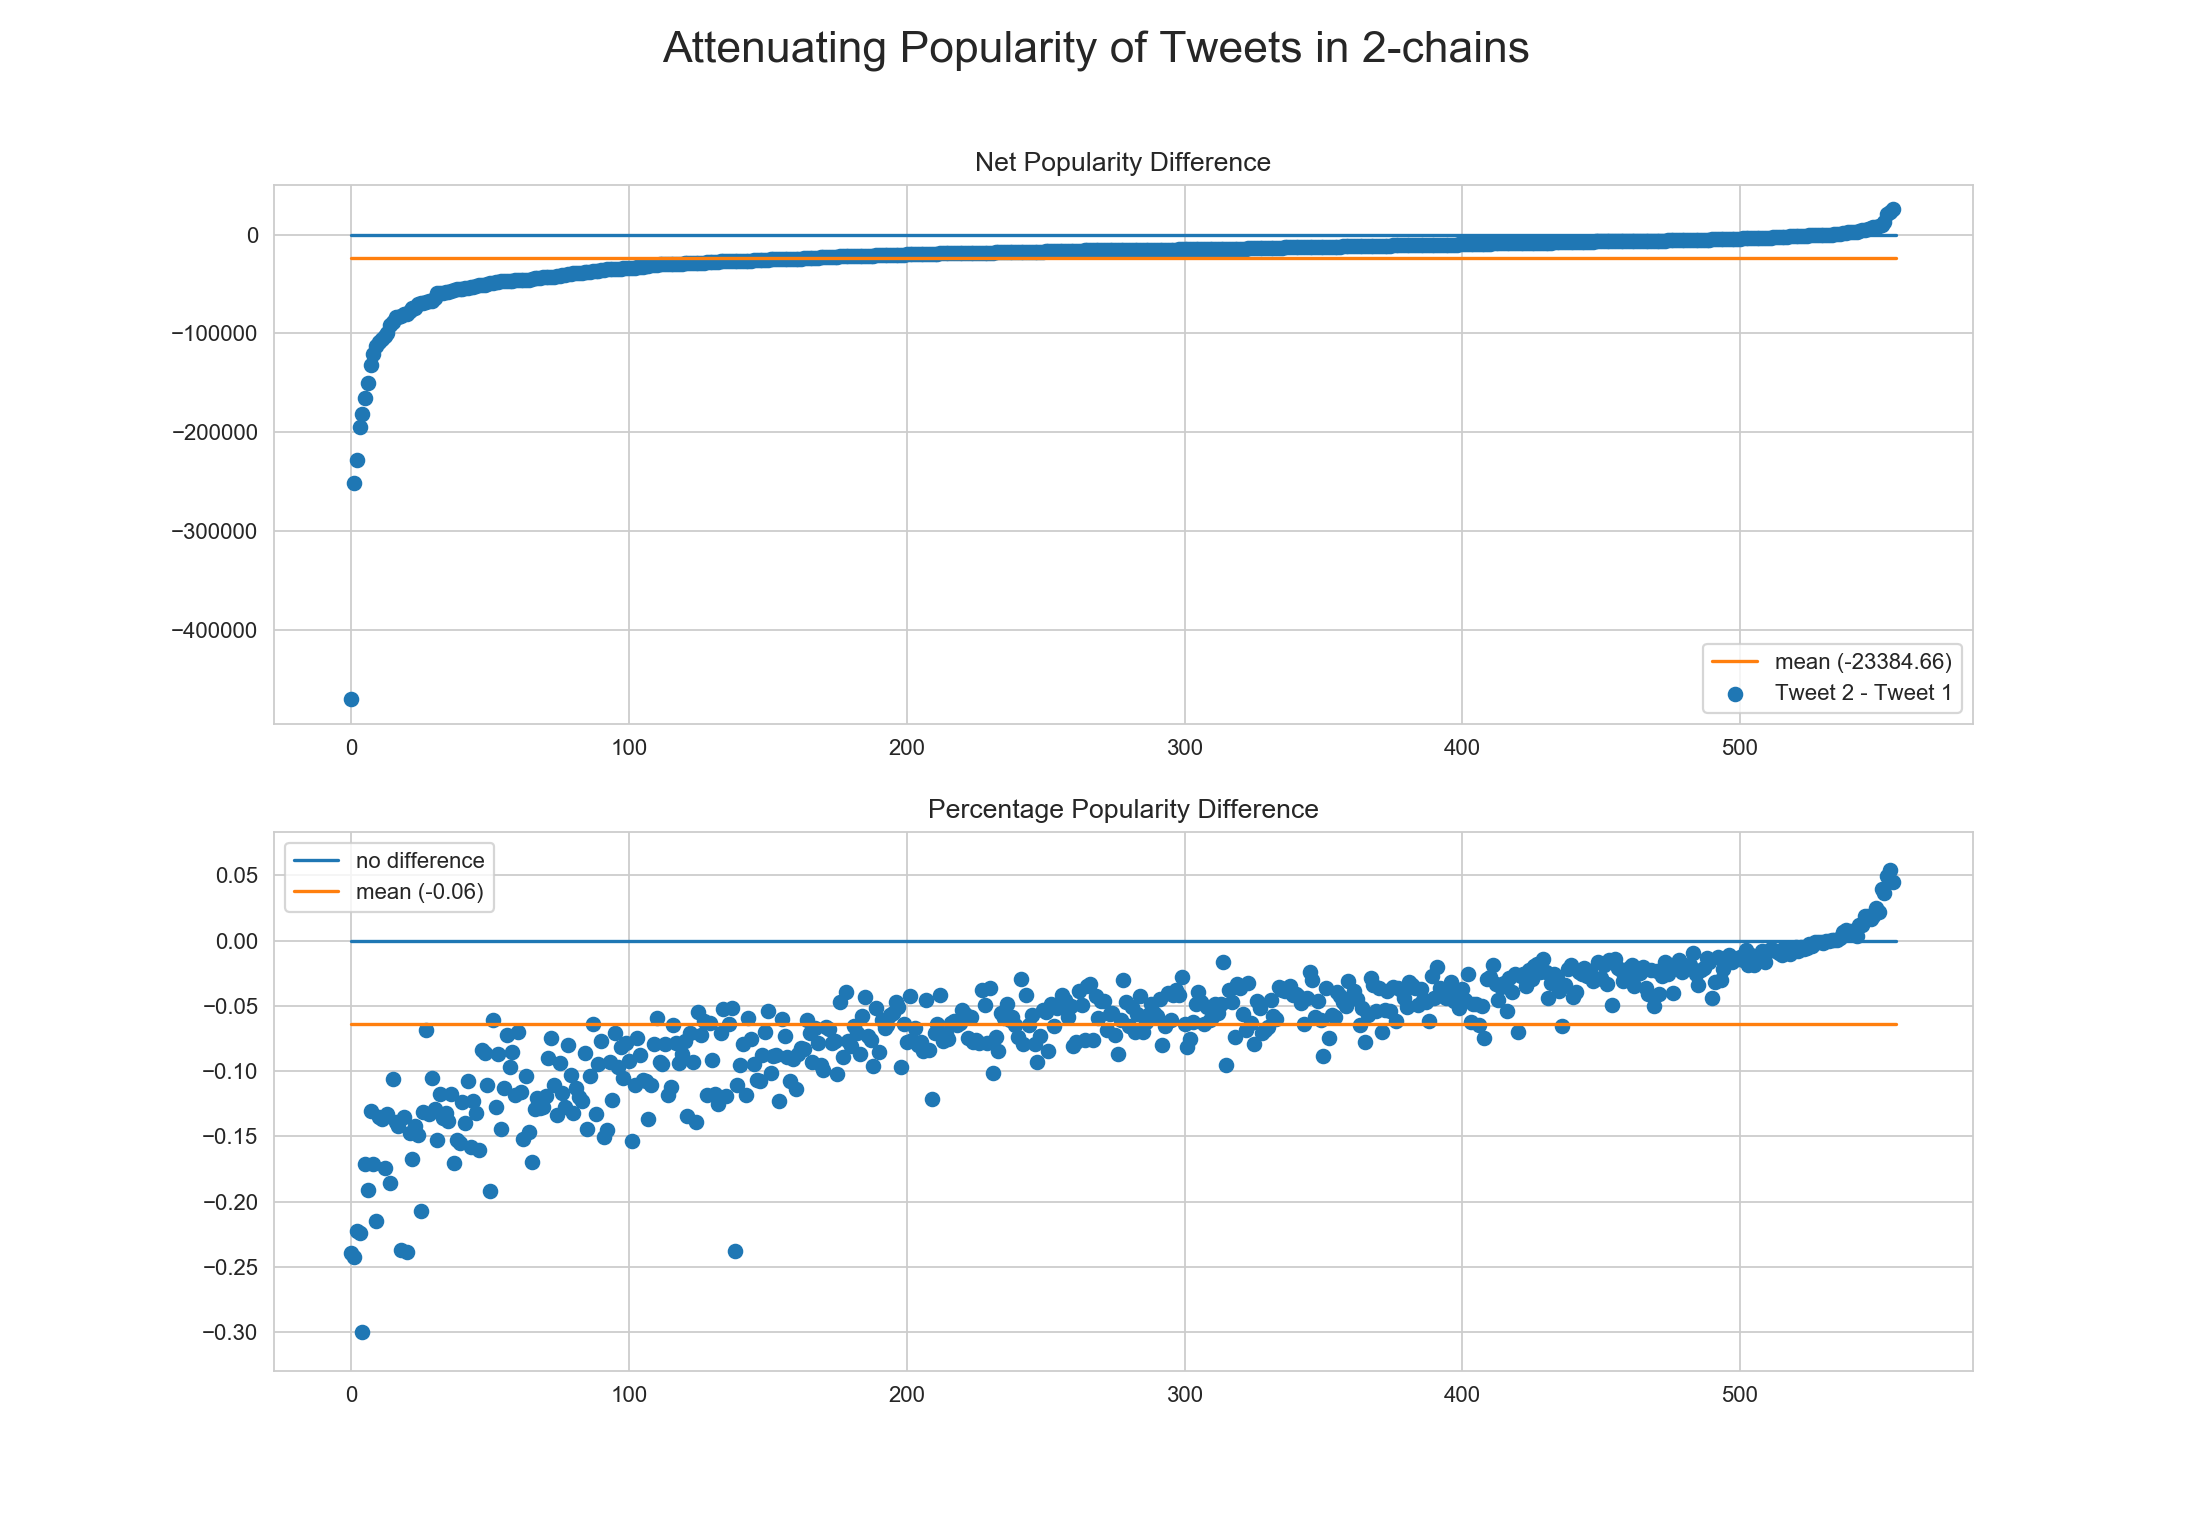 Attenuating Popularity of Tweets in 2-chains
Net Popularity Difference
0
−100000
−200000
−300000
−400000
mean (-23384.66)
Tweet 2 - Tweet 1
0 100 200 300 400 500
Percentage Popularity Difference
no difference
mean (-0.06)
0.05
0.00
−0.05
−0.10
−0.15
−0.20
−0.25
−0.30
0 100 200 300 400 500